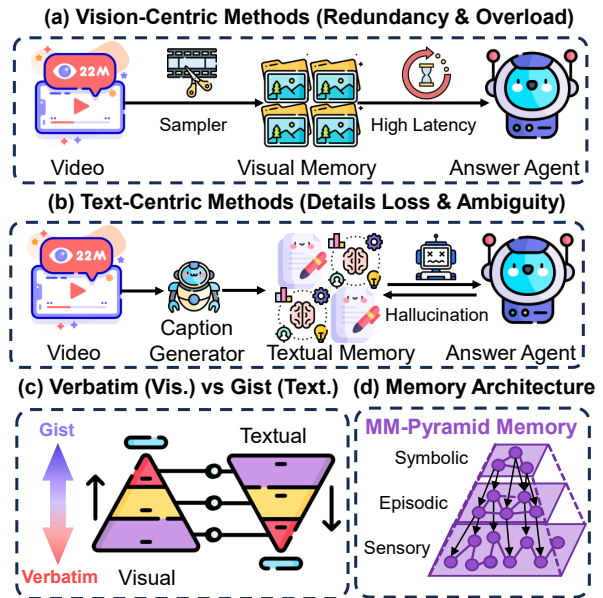 (a) Vision-Centric Methods (Redundancy & Overload)
22M
Sampler
High Latency
Video
Visual Memory
Answer Agent
(b) Text-Centric Methods (Details Loss & Ambiguity)
22M
Caption
Generator
Hallucination
Video
Textual Memory
Answer Agent
(c) Verbatim (Vis.) vs Gist (Text.)
Gist
Verbatim
Textual
Visual
(d) Memory Architecture
MM-Pyramid Memory
Symbolic
Episodic
Sensory